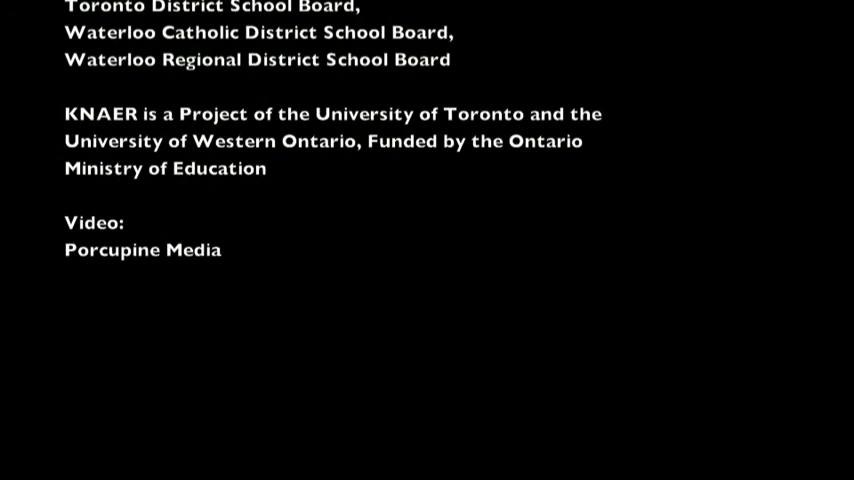 Toronto District School Board,
Waterloo Catholic District School Board,
Waterloo Regional District School Board
KNAER is a Project of the University of Toronto and the
University of Western Ontario, Funded by the Ontario
Ministry of Education
Video:
Porcupine Media